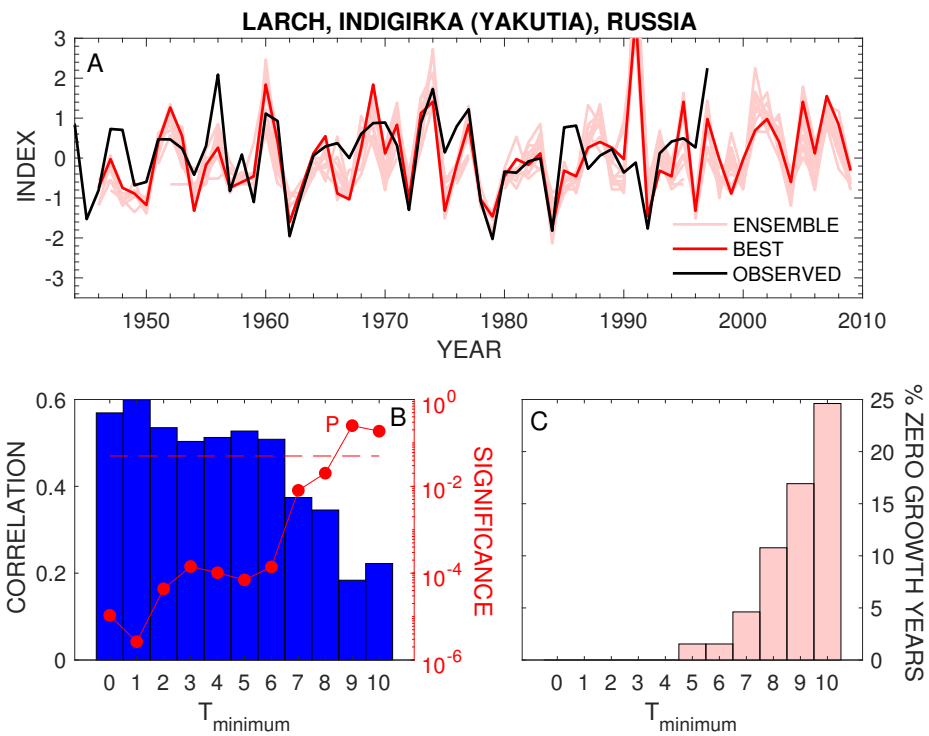 LARCH, INDIGIRKA (YAKUTIA), RUSSIA
A
INDEX
3
2
1
0
-1
-2
-3
ENSEMBLE
BEST
OBSERVED
1950 1960 1970 1980 1990 2000 2010
YEAR
B
P
CORRELATION
0.6
0.4
0.2
0
SIGNIFICANCE
10^0
10^-2
10^-4
10^-6
0 1 2 3 4 5 6 7 8 9 10
T_minimum
C
% ZERO GROWTH YEARS
25
20
15
10
5
0
0 1 2 3 4 5 6 7 8 9 10
T_minimum